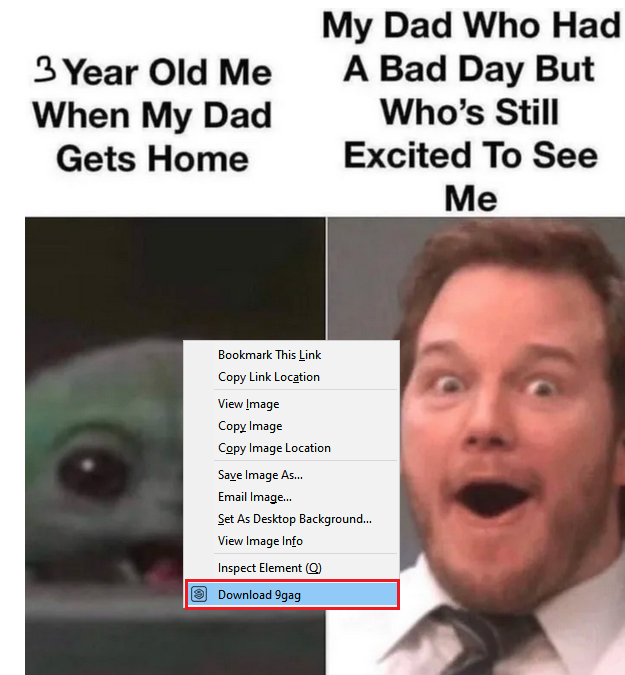 3 Year Old Me
When My Dad
Gets Home
My Dad Who Had
A Bad Day But
Who's Still
Excited To See
Me
Bookmark This Link
Copy Link Location
View Image
Copy Image
Copy Image Location
Save Image As...
Email Image...
Set As Desktop Background...
View Image Info
Inspect Element (Q)
Download 9gag